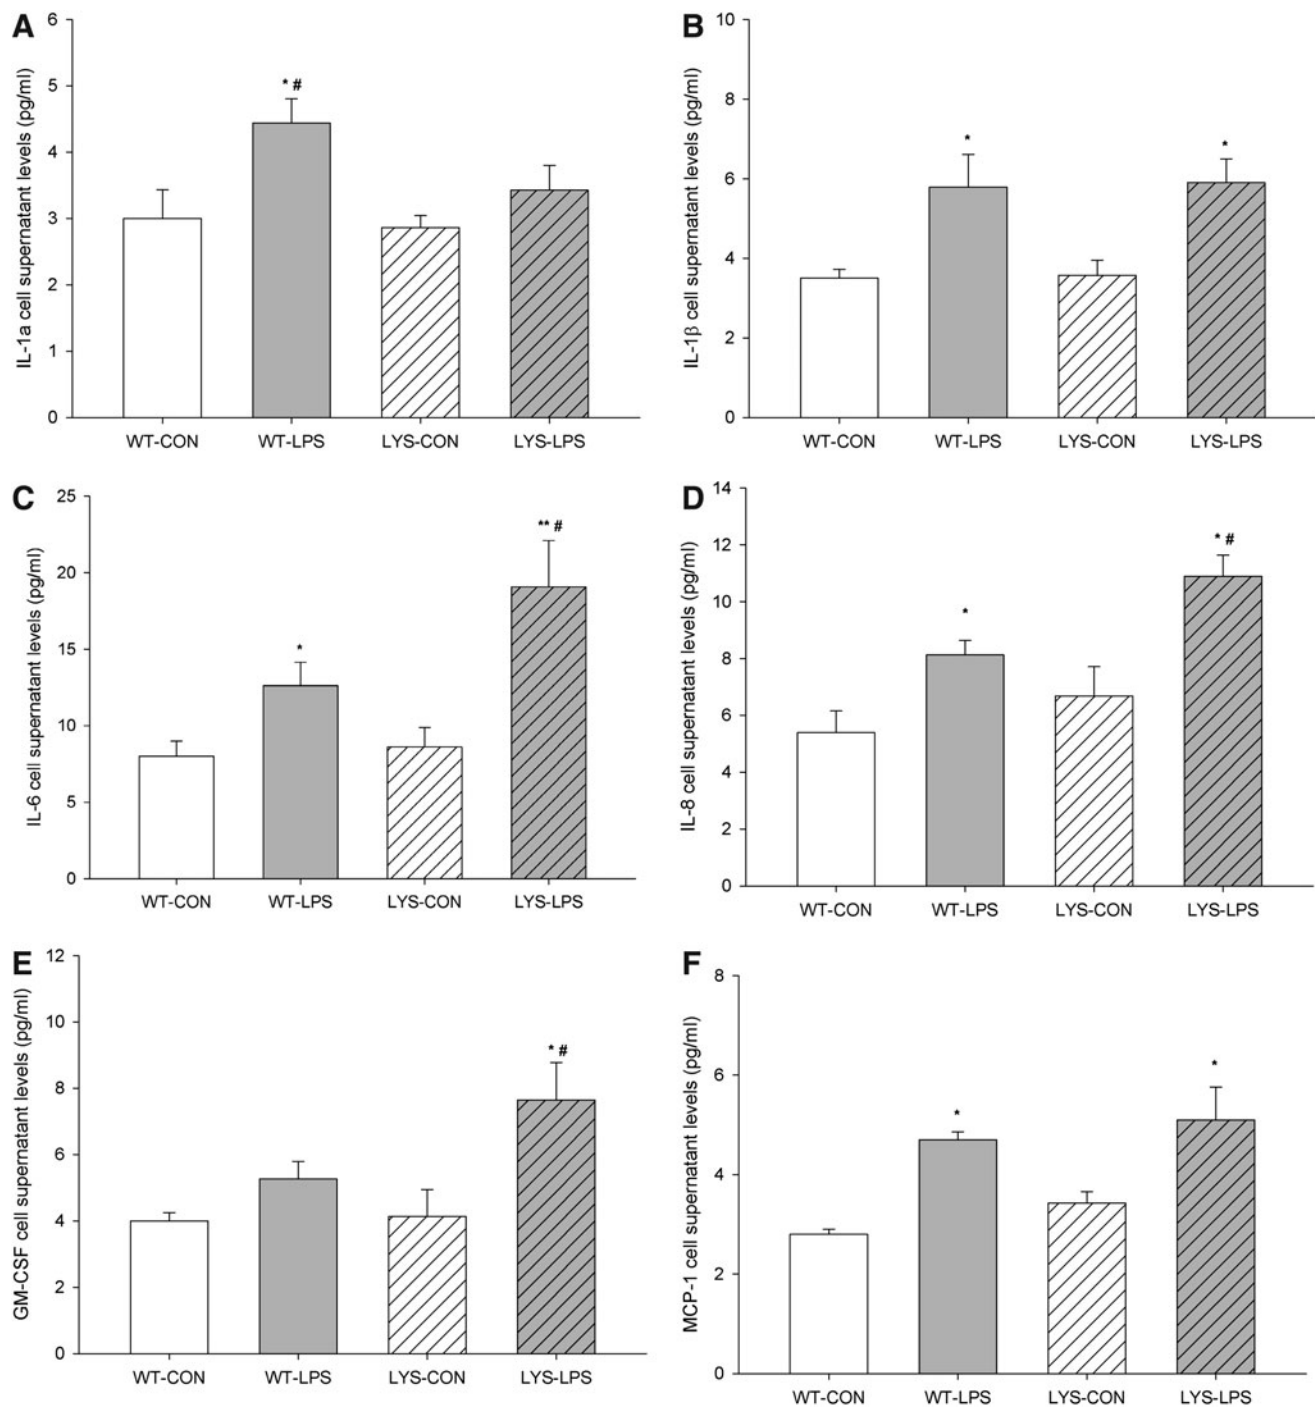 A
IL-1a cell supernatant levels (pg/ml)
6
5
4
3
2
1
0
* #
WT-CON WT-LPS LYS-CON LYS-LPS
B
IL-1β cell supernatant levels (pg/ml)
10
8
6
4
2
0
*
*
WT-CON WT-LPS LYS-CON LYS-LPS
C
IL-6 cell supernatant levels (pg/ml)
25
20
15
10
5
0
*
** #
WT-CON WT-LPS LYS-CON LYS-LPS
D
IL-8 cell supernatant levels (pg/ml)
14
12
10
8
6
4
2
0
*
* #
WT-CON WT-LPS LYS-CON LYS-LPS
E
GM-CSF cell supernatant levels (pg/ml)
12
10
8
6
4
2
0
* #
WT-CON WT-LPS LYS-CON LYS-LPS
F
MCP-1 cell supernatant levels (pg/ml)
8
6
4
2
0
*
*
WT-CON WT-LPS LYS-CON LYS-LPS